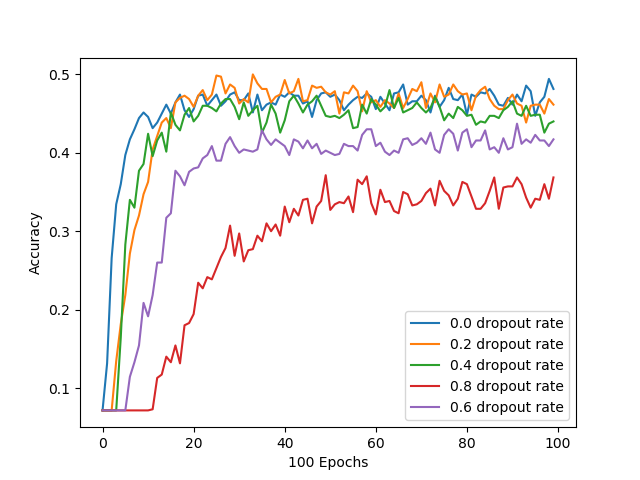 0.5
0.4
0.3
0.2
0.1
Accuracy
0.0 dropout rate
0.2 dropout rate
0.4 dropout rate
0.8 dropout rate
0.6 dropout rate
0 20 40 60 80 100
100 Epochs